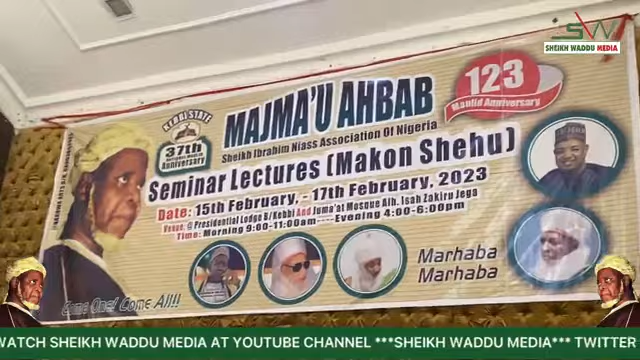 SW
SHEIKH WADDU MEDIA
KEBBI STATE
37th
Anniversary
MAJMA'U AHBAB
Sheikh Ibrahim Niass Association Of Nigeria
123
Maulid Anniversary
Seminar Lectures (Makon Shehu)
Date: 15th February, - 17th February, 2023
Venue: @ Presidential Lodge B/Kebbi And Juma'at Mosque Alh. Isah Zakiru Jega
Time: Morning 9:00-11:00am ---- Evening 4:00-6:00pm
Marhaba
Marhaba
Come One! Come All!!!
WATCH SHEIKH WADDU MEDIA AT YOUTUBE CHANNEL ***SHEIKH WADDU MEDIA*** TWITTER